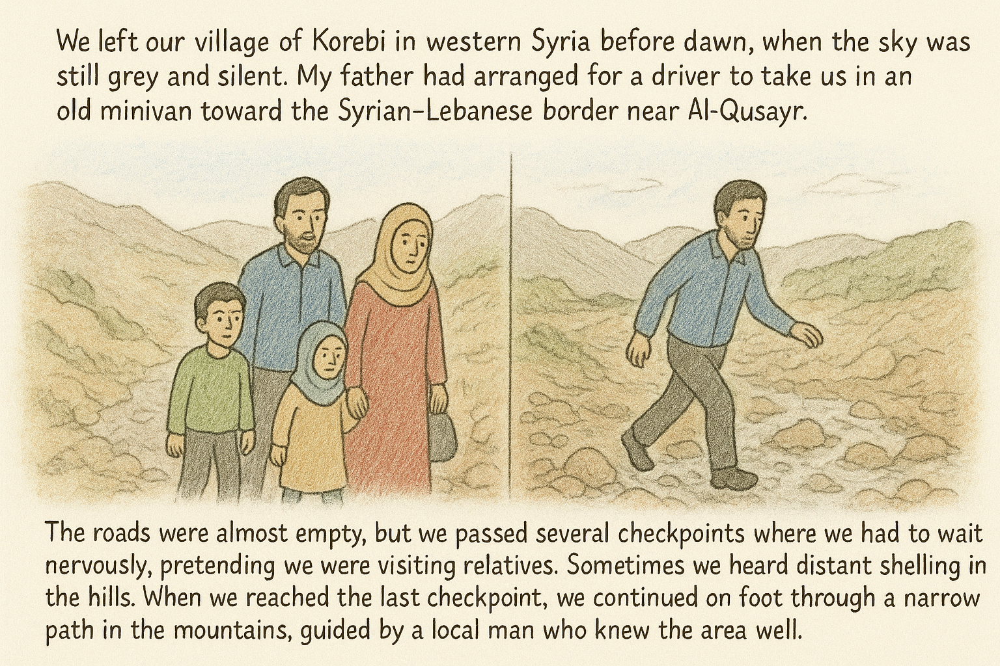 We left our village of Korebi in western Syria before dawn, when the sky was
still grey and silent. My father had arranged for a driver to take us in an
old minivan toward the Syrian–Lebanese border near Al-Qusayr.
The roads were almost empty, but we passed several checkpoints where we had to wait
nervously, pretending we were visiting relatives. Sometimes we heard distant shelling in
the hills. When we reached the last checkpoint, we continued on foot through a narrow
path in the mountains, guided by a local man who knew the area well.